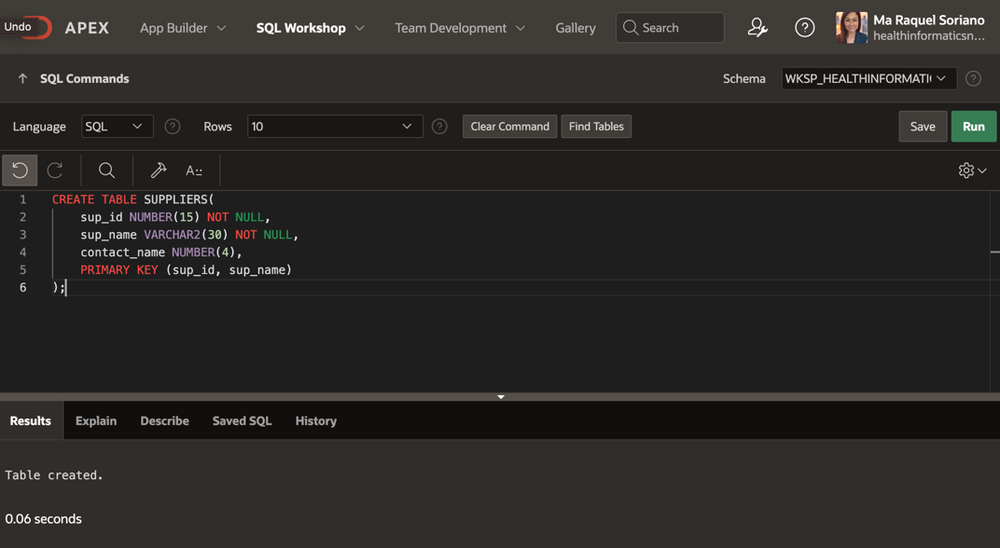 Undo
APEX
App Builder
SQL Workshop
Team Development
Gallery
Search
Ma Raquel Soriano
healthinformaticsn...
SQL Commands
Schema
WKSP_HEALTHINFORMATI
Language
SQL
Rows
10
Clear Command
Find Tables
Save
Run
1 CREATE TABLE SUPPLIERS(
2 sup_id NUMBER(15) NOT NULL,
3 sup_name VARCHAR2(30) NOT NULL,
4 contact_name NUMBER(4),
5 PRIMARY KEY (sup_id, sup_name)
6 );
Results
Explain
Describe
Saved SQL
History
Table created.
0.06 seconds